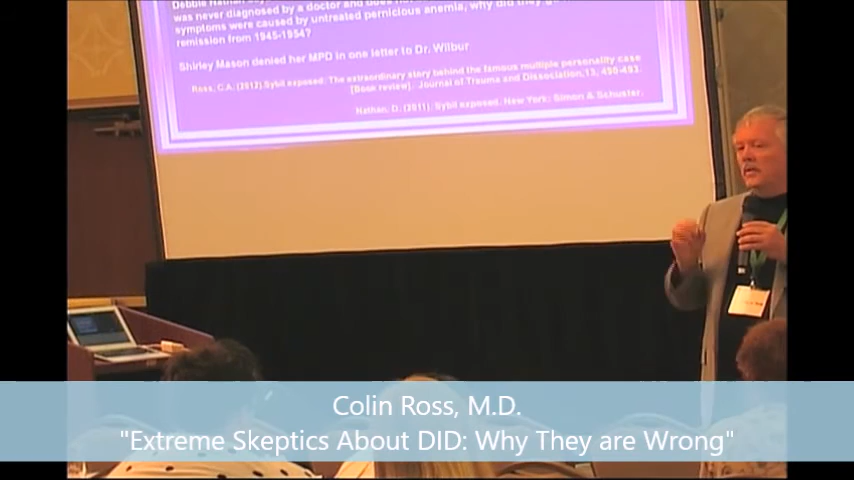 Debbie Nathan
was never diagnosed by a doctor and does
symptoms were caused by untreated pernicious anemia, why did they
remission from 1945-1954?
Shirley Mason denied her MPD in one letter to Dr. Wilbur
Ross, C.A. (2012).Sybil exposed: The extraordinary story behind the famous multiple personality case
[Book review]. Journal of Trauma and Dissociation,13, 490-493.
Nathan, D. (2011). Sybil exposed. New York: Simon & Schuster.
Colin Ross, M.D.
"Extreme Skeptics About DID: Why They are Wrong"